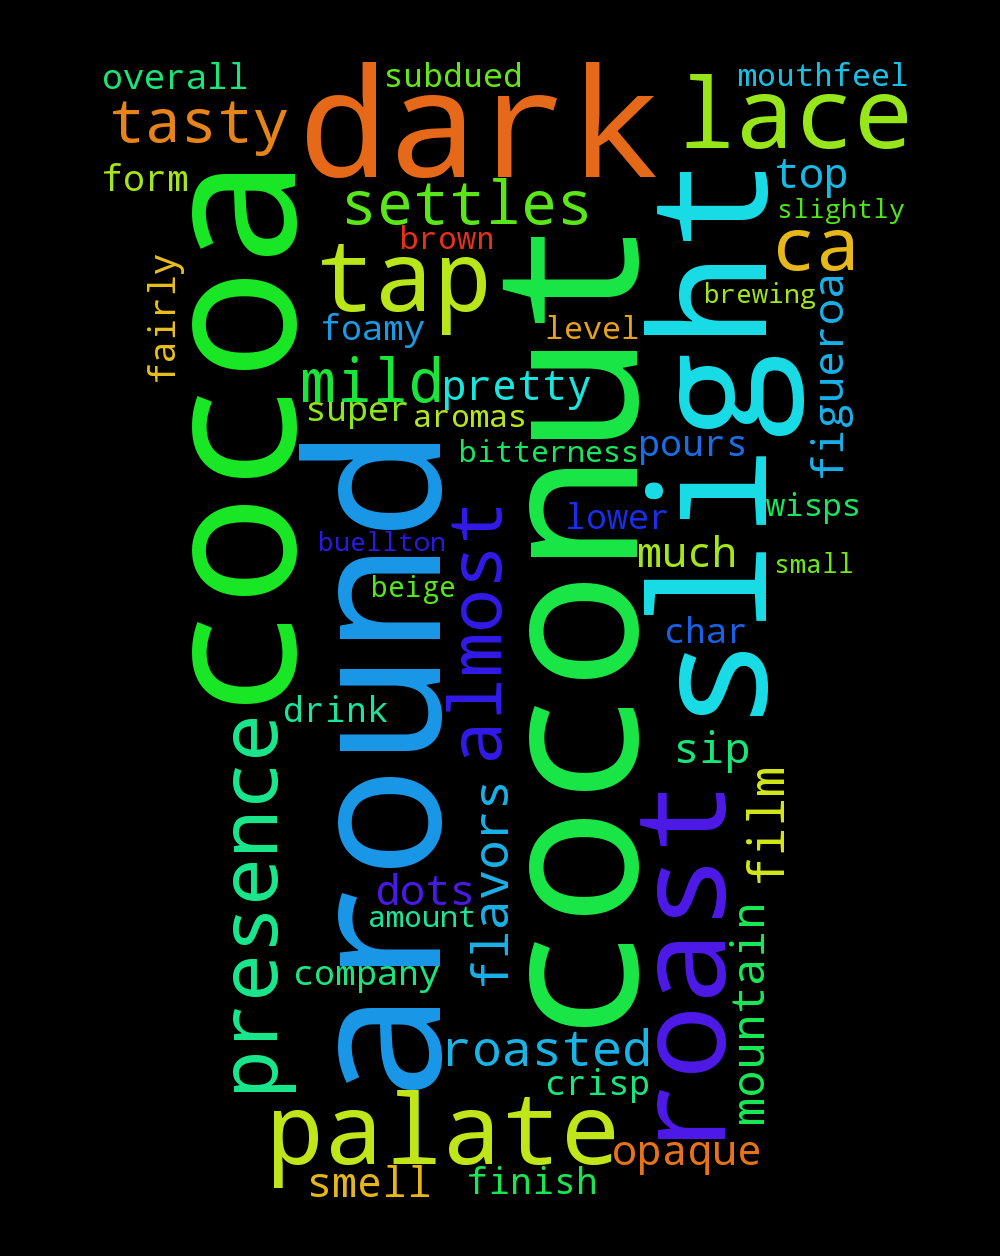 overall
subdued
mouthfeel
tasty
dark
lace
form
settles
top
slightly
brown
ca
cocoa
tap
slight
fairly
brewing
foamy
level
figueroa
coconut
mild
pretty
super
aromas
bitterness
pours
around
wisps
lower
almost
buellton
much
small
beige
char
drink
presence
sip
flavors
film
roast
dots
amount
mountain
company
roasted
crisp
palate
opaque
smell
finish